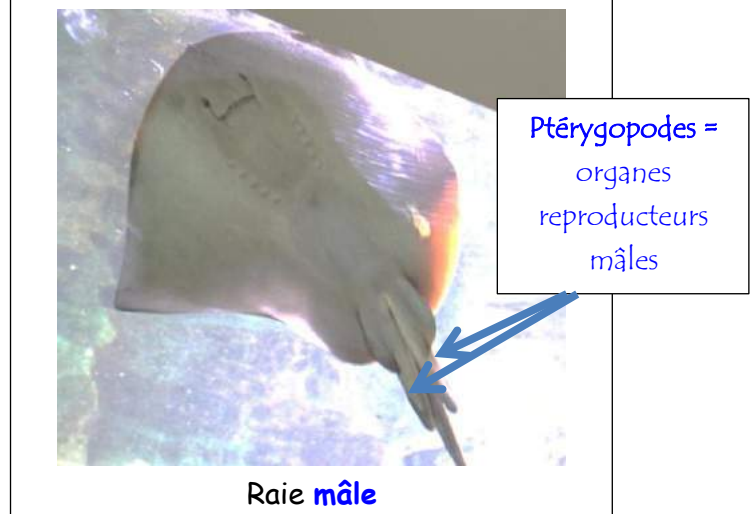 Ptérygopodes =
organes
reproducteurs
mâles
Raie mâle